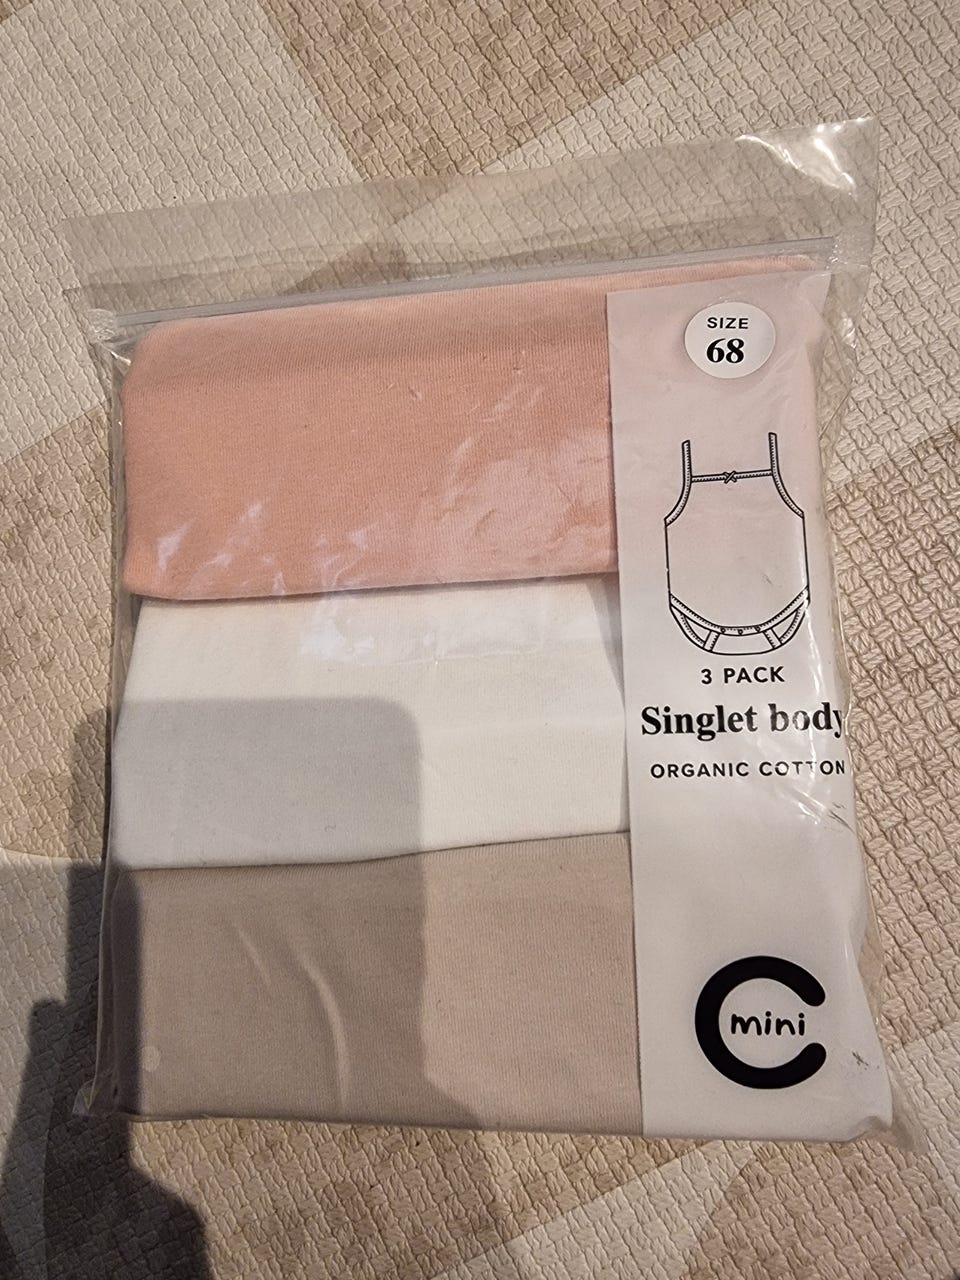 SIZE
68
3 PACK
Singlet body
ORGANIC COTTON
mini